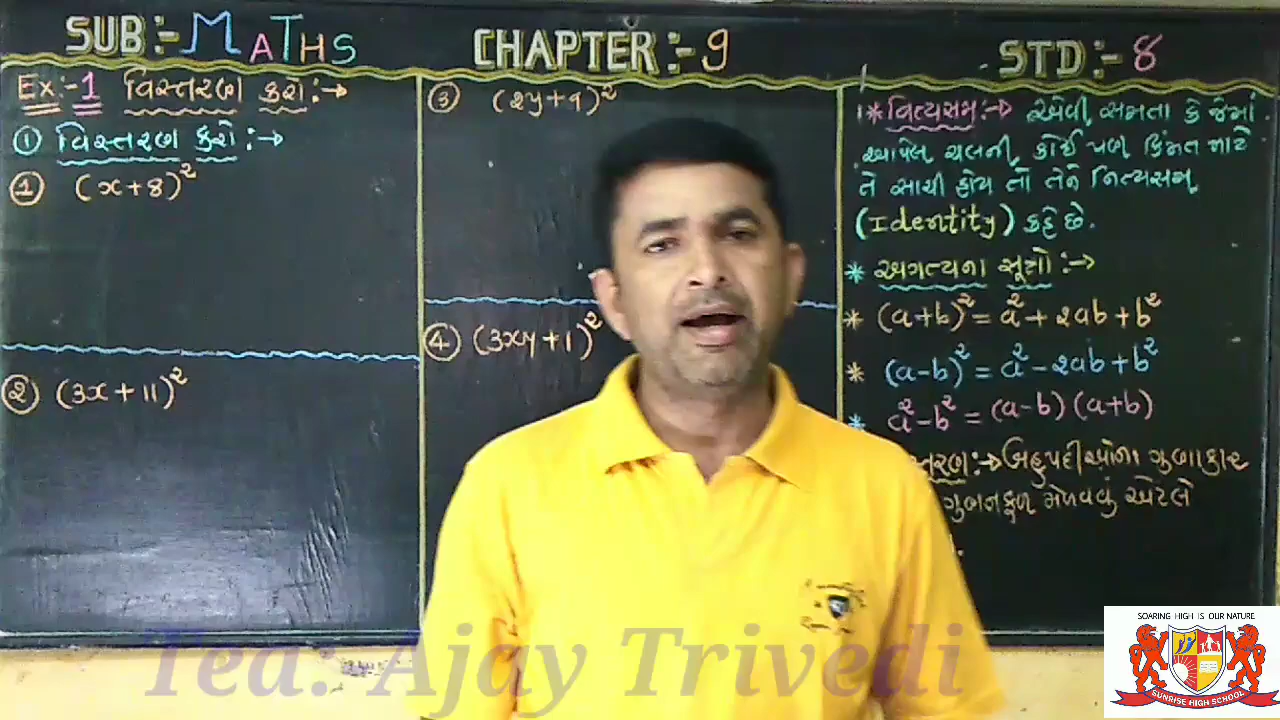 SUB:- MATHS
CHAPTER:- 9
STD:- 8
Ex:-1 વિસ્તરણ કરો:→
① વિસ્તરણ કરો:→
① (x+8)²
② (3x+11)²
③ (2y+9)²
④ (3xy+1)²
* નિત્યસમ:→ એવી સમતા કે જેમાં
આપેલ ચલની કોઈ પણ કિંમત માટે
તે સાચી હોય તો તેને નિત્યસમ
(Identity) કહે છે.
* અગત્યના સૂત્રો:→
* (a+b)² = a² + ૨ab + b²
* (a-b)² = a² - ૨ab + b²
* a² - b² = (a-b) (a+b)
:→ બહુપદીઓના ગુણાકાર
ગુણનફળ મેળવવું એટલે
Tea: Ajay Trivedi
SOARING HIGH IS OUR NATURE
SUNRISE HIGH SCHOOL